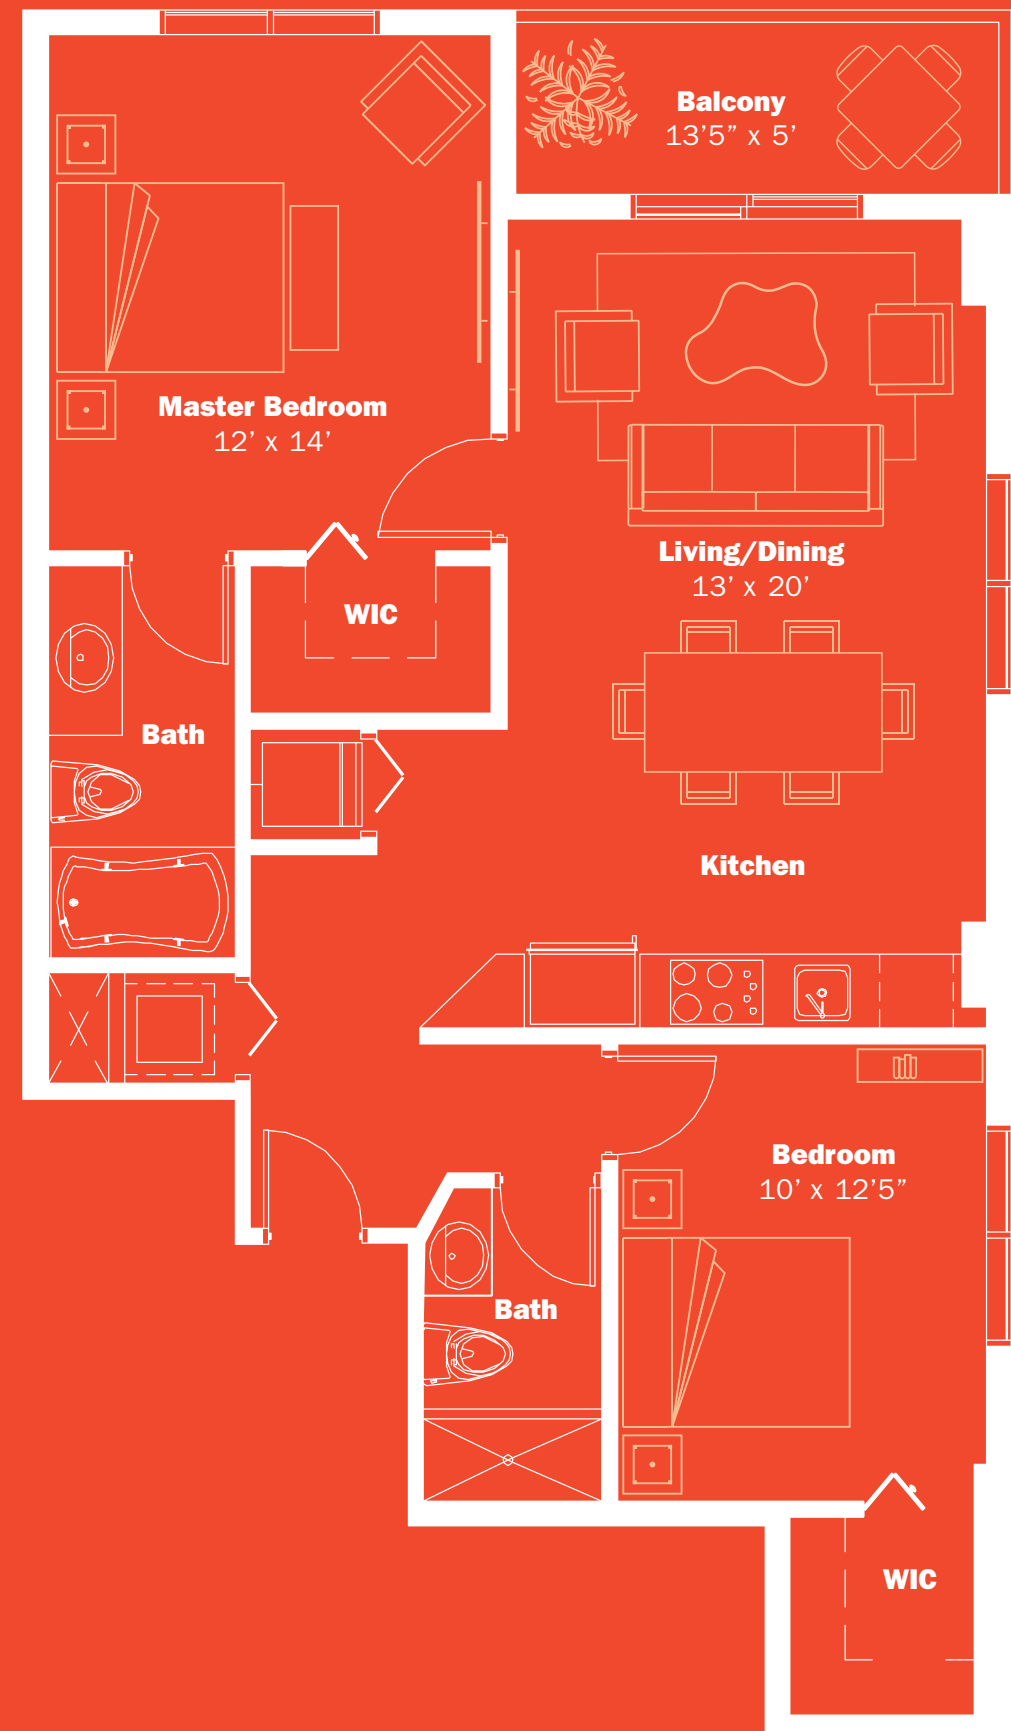 Balcony
13’5” x 5’
Master Bedroom
12’ x 14’
Living/Dining
13’ x 20’
WIC
Bath
Kitchen
Bedroom
10’ x 12’5”
Bath
WIC